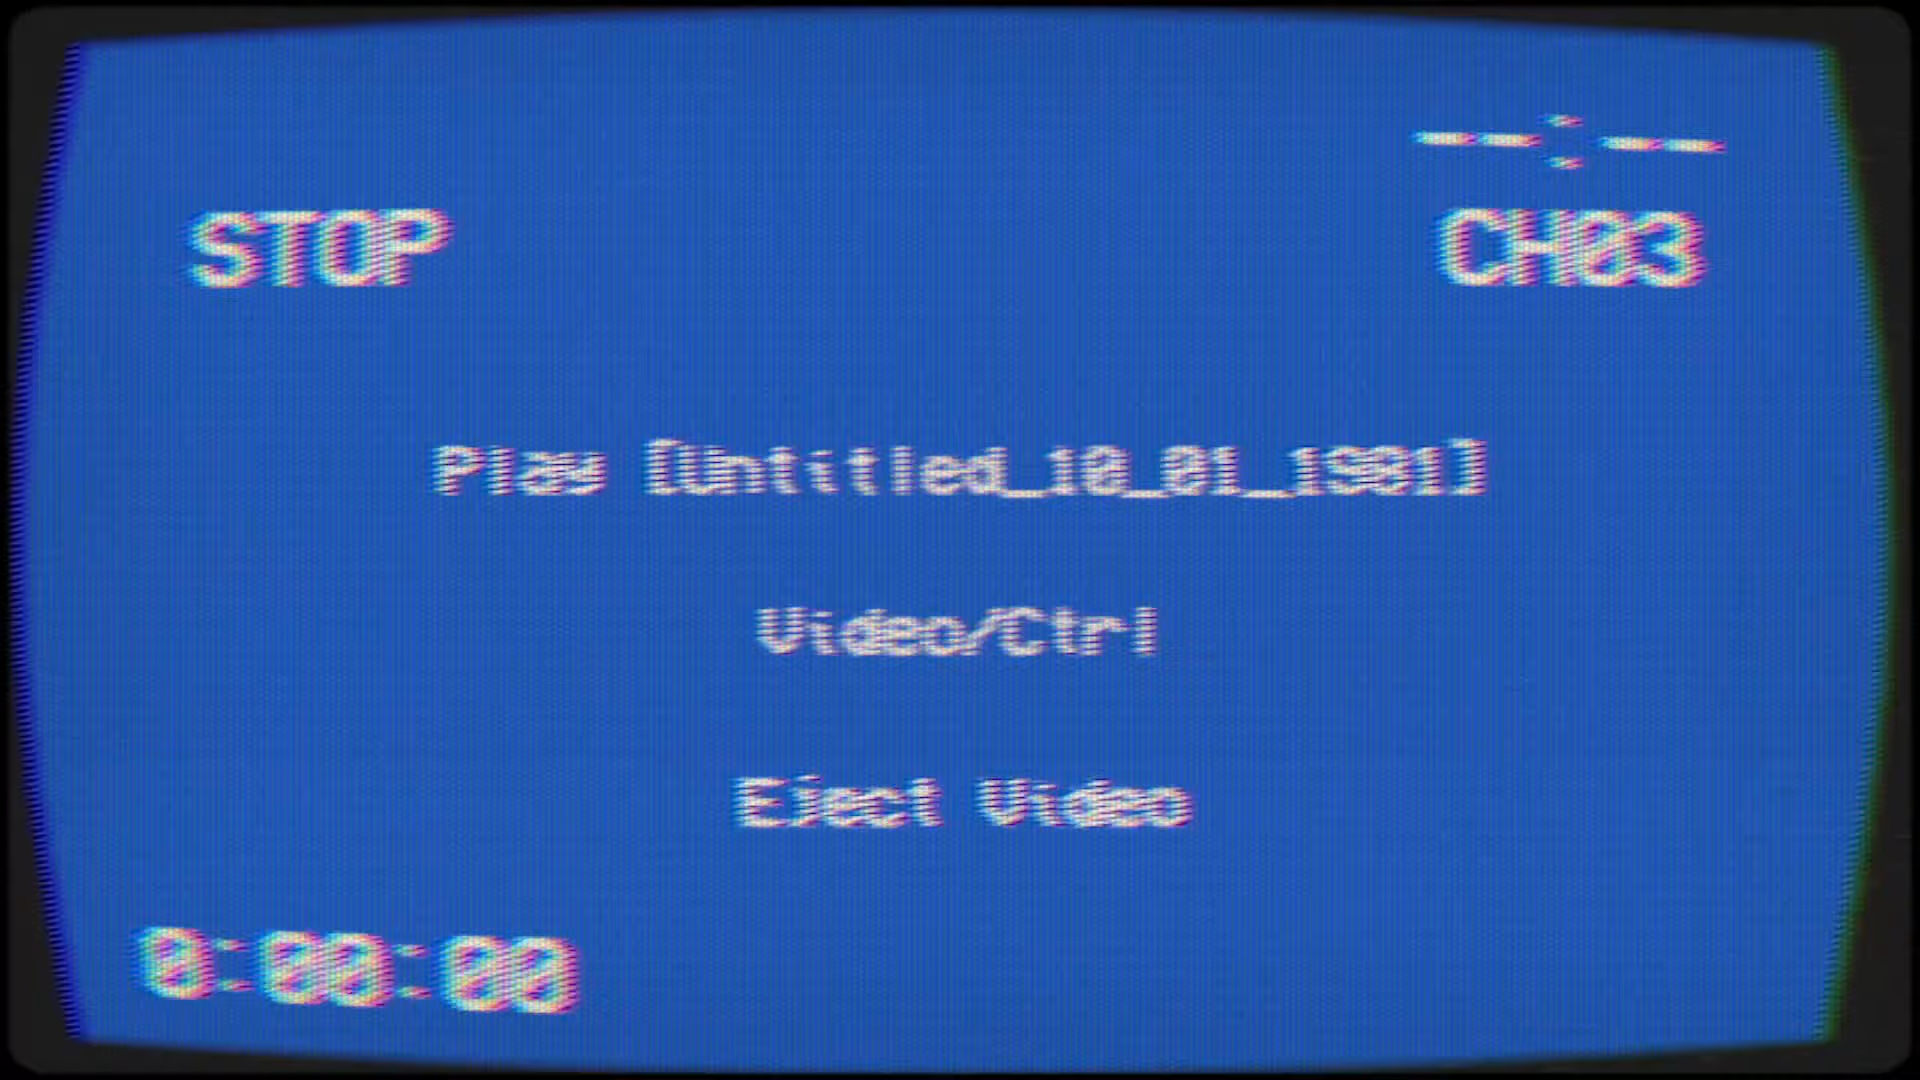 --:--
STOP
CH03
Play [Untitled_10_01_1981]
Video/Ctrl
Eject Video
0:00:00